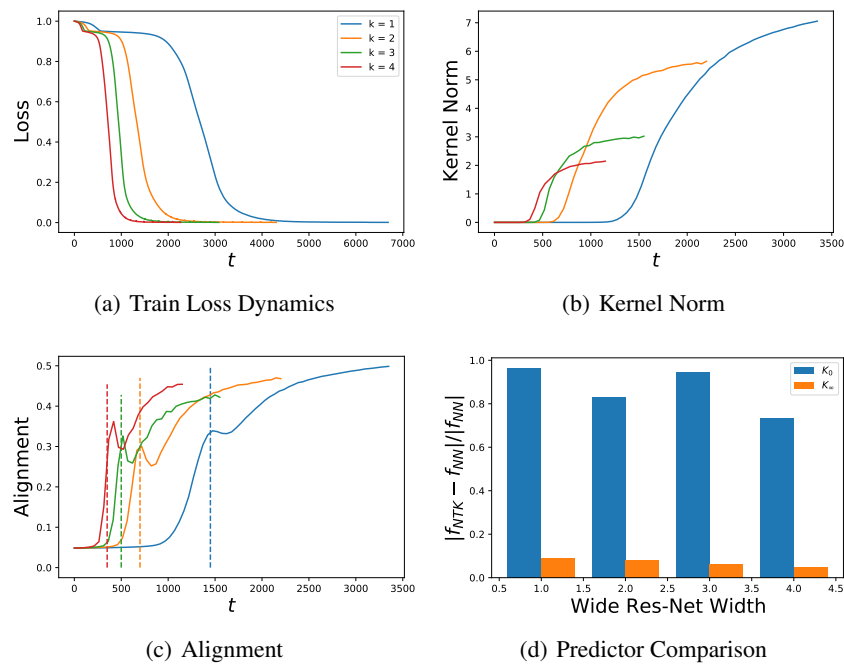 1.0
0.8
0.6
0.4
0.2
0.0
Loss
0 1000 2000 3000 4000 5000 6000 7000
t
k = 1
k = 2
k = 3
k = 4
(a) Train Loss Dynamics
7
6
5
4
3
2
1
0
Kernel Norm
0 500 1000 1500 2000 2500 3000 3500
t
(b) Kernel Norm
0.5
0.4
0.3
0.2
0.1
0.0
Alignment
0 500 1000 1500 2000 2500 3000 3500
t
(c) Alignment
1.0
0.8
0.6
0.4
0.2
0.0
|f_NTK − f_NN|/|f_NN|
K_0
K_∞
0.5 1.0 1.5 2.0 2.5 3.0 3.5 4.0 4.5
Wide Res-Net Width
(d) Predictor Comparison